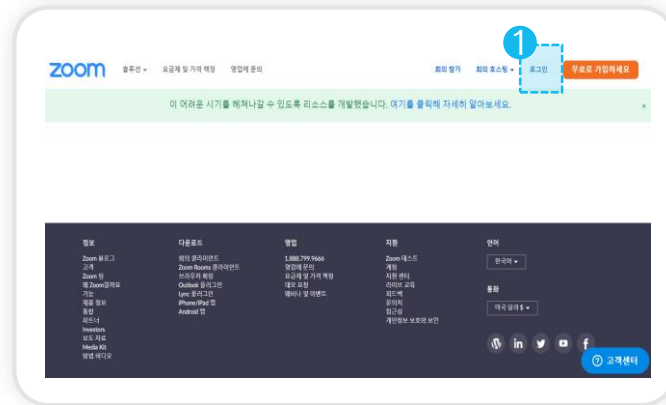 1
zoom 솔루션 요금제 및 가격 책정 영업에 문의 회의 참가 회의 호스팅 로그인 무료로 가입하세요
이 어려운 시기를 헤쳐나갈 수 있도록 리소스를 개발했습니다. 여기를 클릭해 자세히 알아보세요. ×
정보
Zoom 블로그
고객
Zoom 팀
왜 Zoom일까요
기능
제품 정보
통합
파트너
Investors
보도 자료
Media Kit
방법 비디오
다운로드
회의 클라이언트
Zoom Rooms 클라이언트
브라우저 확장
Outlook 플러그인
Lync 플러그인
iPhone/iPad 앱
Android 앱
영업
1.888.799.9666
영업에 문의
요금제 및 가격 책정
데모 요청
웨비나 및 이벤트
지원
Zoom 테스트
계정
지원 센터
라이브 교육
피드백
문의처
접근성
개인정보 보호와 보안
언어
한국어
통화
미국 달러 $
고객센터